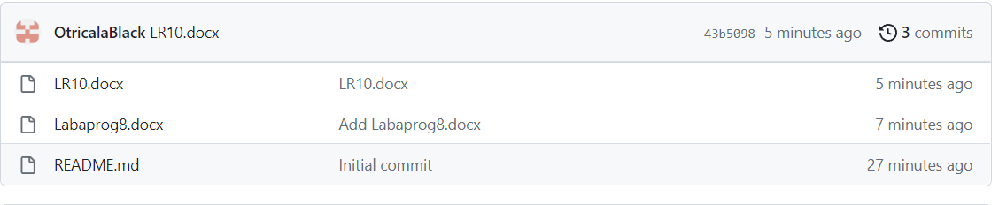 OtricalaBlack LR10.docx 43b5098 5 minutes ago 3 commits
LR10.docx LR10.docx 5 minutes ago
Labaprog8.docx Add Labaprog8.docx 7 minutes ago
README.md Initial commit 27 minutes ago